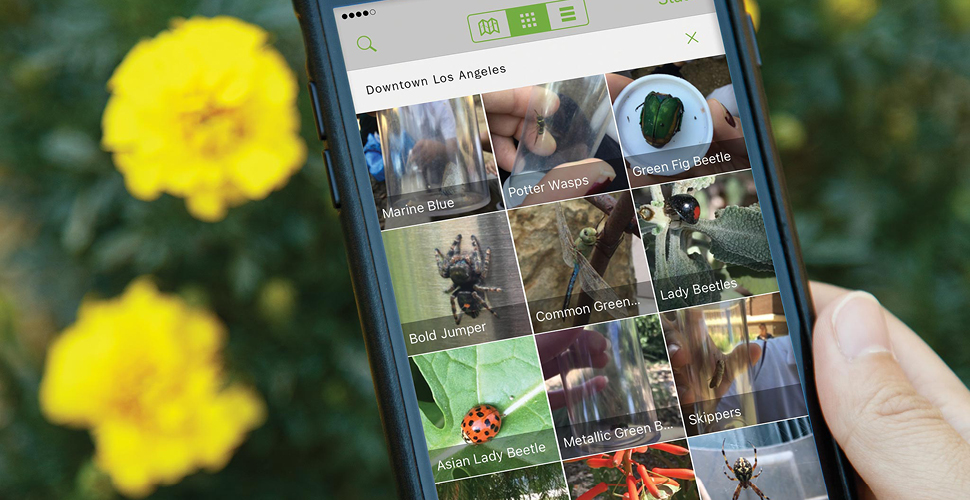 Downtown Los Angeles
Marine Blue
Potter Wasps
Green Fig Beetle
Bold Jumper
Common Green...
Lady Beetles
Asian Lady Beetle
Metallic Green B...
Skippers